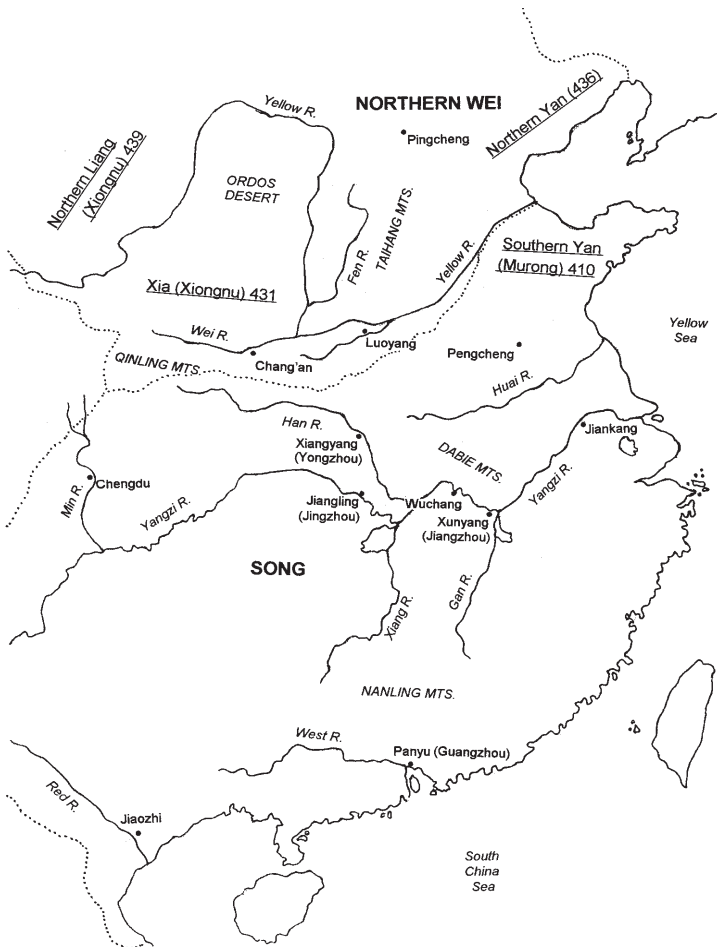 Yellow R.
NORTHERN WEI
Northern Yan (436)
Pingcheng
Northern Liang
(Xiongnu) 439
ORDOS
DESERT
TAIHANG MTS.
Fen R.
Yellow R.
Southern Yan
(Murong) 410
Xia (Xiongnu) 431
Yellow
Sea
Wei R.
Luoyang
Pengcheng
QINLING MTS.
Chang'an
Huai R.
Han R.
Xiangyang
(Yongzhou)
Jiankang
DABIE MTS.
Chengdu
Min R.
Yangzi R.
Jiangling
(Jingzhou)
Wuchang
Yangzi R.
Xunyang
(Jiangzhou)
SONG
Xiang R.
Gan R.
NANLING MTS.
West R.
Panyu (Guangzhou)
Red R.
Jiaozhi
South
China
Sea